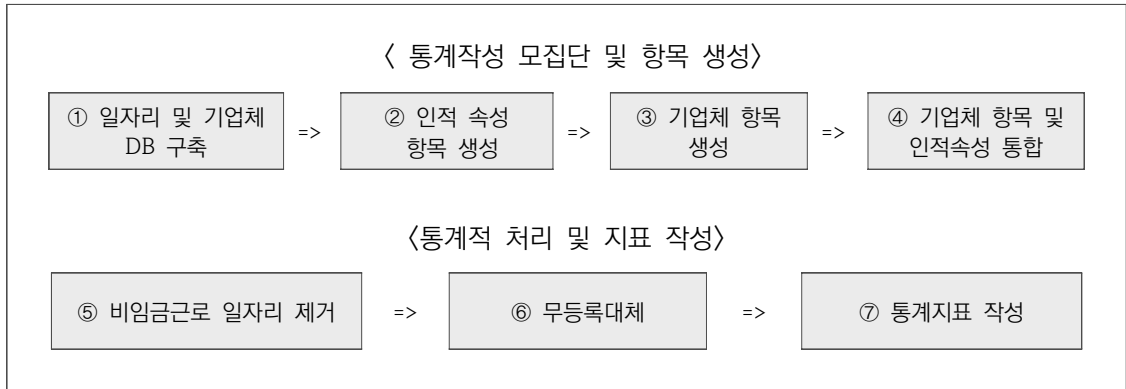 〈 통계작성 모집단 및 항목 생성〉
① 일자리 및 기업체
DB 구축
=>
② 인적 속성
항목 생성
=>
③ 기업체 항목
생성
=>
④ 기업체 항목 및
인적속성 통합
〈통계적 처리 및 지표 작성〉
⑤ 비임금근로 일자리 제거
=>
⑥ 무등록대체
=>
⑦ 통계지표 작성